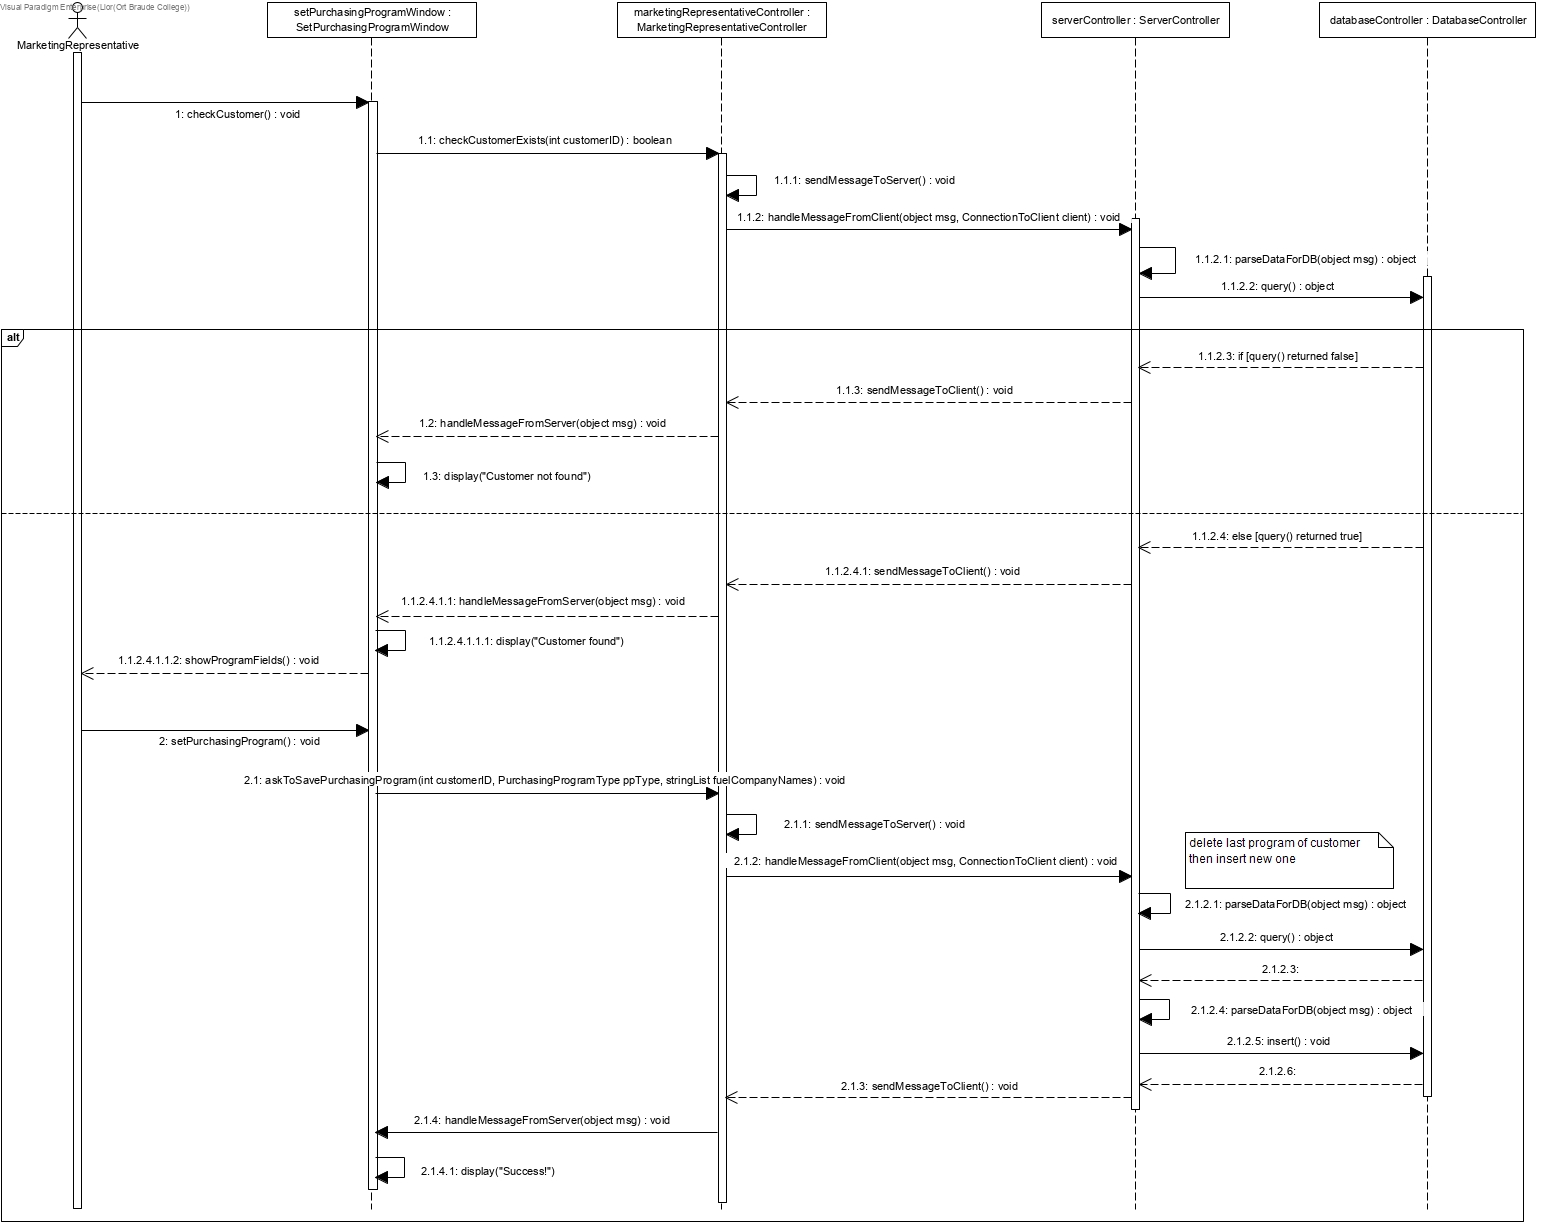 Visual Paradigm Enterprise(Lior(Ort Braude College))
MarketingRepresentative
setPurchasingProgramWindow :
SetPurchasingProgramWindow
marketingRepresentativeController :
MarketingRepresentativeController
serverController : ServerController
databaseController : DatabaseController
1: checkCustomer() : void
1.1: checkCustomerExists(int customerID) : boolean
1.1.1: sendMessageToServer() : void
1.1.2: handleMessageFromClient(object msg, ConnectionToClient client) : void
1.1.2.1: parseDataForDB(object msg) : object
1.1.2.2: query() : object
alt
1.1.2.3: if [query() returned false]
1.1.3: sendMessageToClient() : void
1.2: handleMessageFromServer(object msg) : void
1.3: display("Customer not found")
1.1.2.4: else [query() returned true]
1.1.2.4.1: sendMessageToClient() : void
1.1.2.4.1.1: handleMessageFromServer(object msg) : void
1.1.2.4.1.1.1: display("Customer found")
1.1.2.4.1.1.2: showProgramFields() : void
2: setPurchasingProgram() : void
2.1: askToSavePurchasingProgram(int customerID, PurchasingProgramType ppType, stringList fuelCompanyNames) : void
2.1.1: sendMessageToServer() : void
delete last program of customer
then insert new one
2.1.2: handleMessageFromClient(object msg, ConnectionToClient client) : void
2.1.2.1: parseDataForDB(object msg) : object
2.1.2.2: query() : object
2.1.2.3:
2.1.2.4: parseDataForDB(object msg) : object
2.1.2.5: insert() : void
2.1.2.6:
2.1.3: sendMessageToClient() : void
2.1.4: handleMessageFromServer(object msg) : void
2.1.4.1: display("Success!")